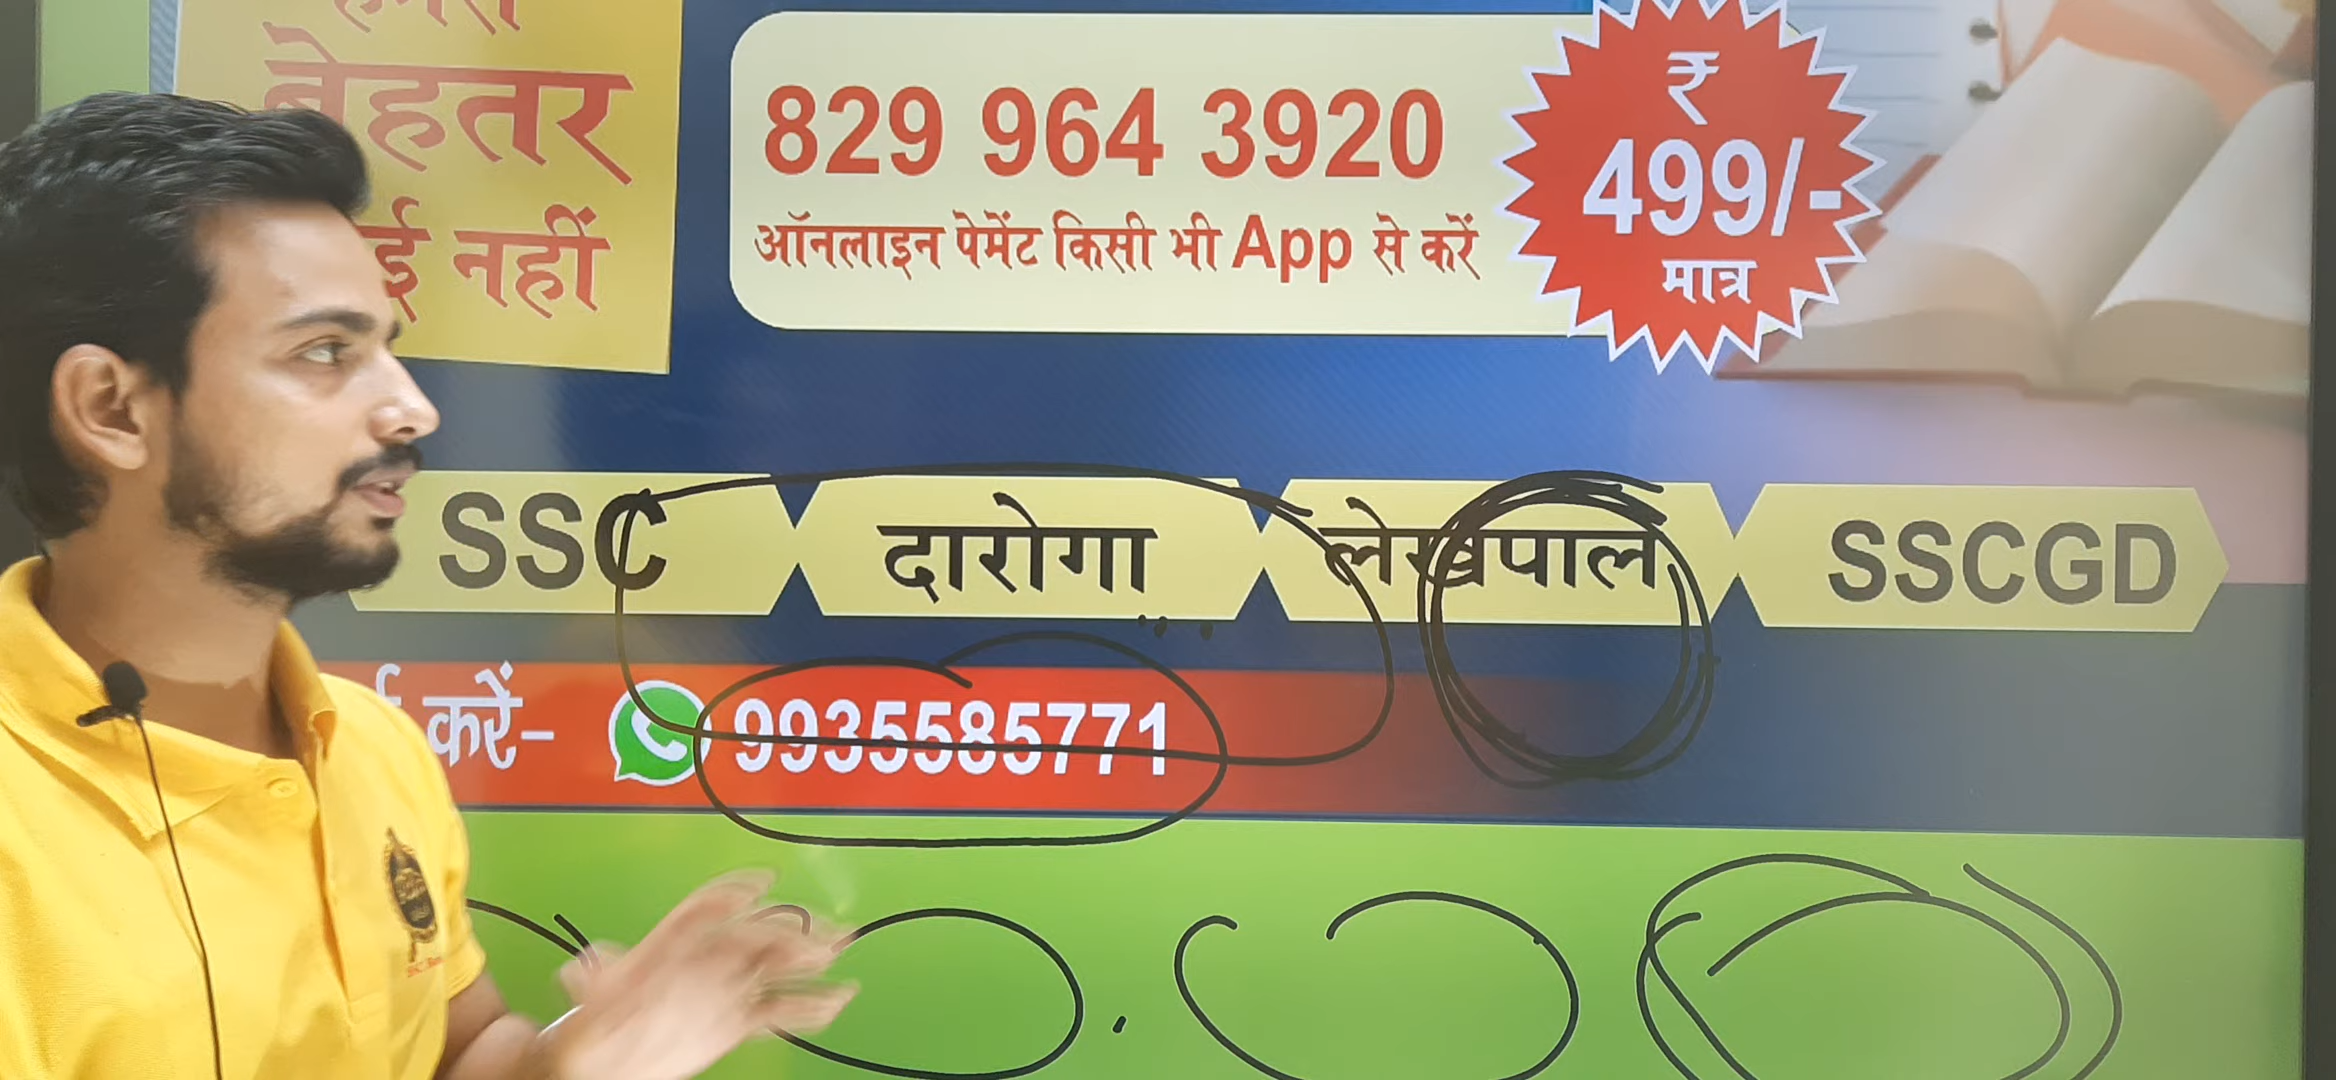 बेहतर
ई नहीं
829 964 3920
ऑनलाइन पेमेंट किसी भी App से करें
₹
499/-
मात्र
SSC
दारोगा
लेखपाल
SSCGD
करें-
9935585771